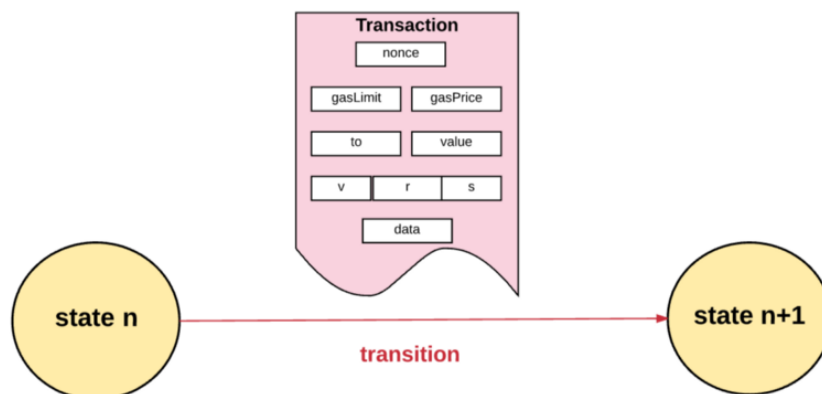 Transaction
nonce
gasLimit gasPrice
to value
v r s
data
state n state n+1
transition